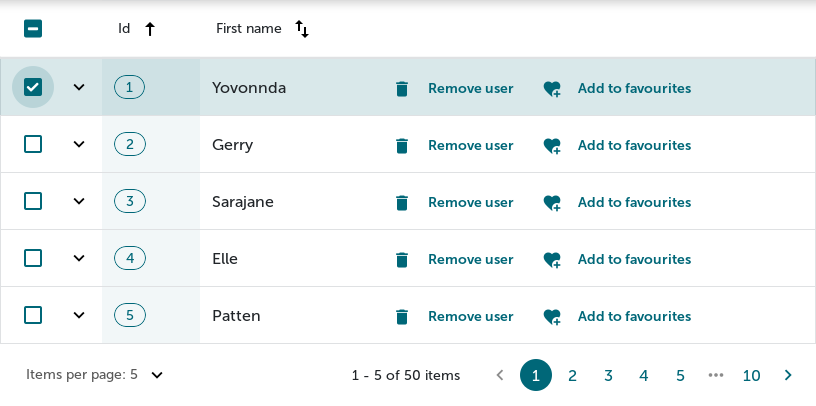 Id First name
1 Yovonnda Remove user Add to favourites
2 Gerry Remove user Add to favourites
3 Sarajane Remove user Add to favourites
4 Elle Remove user Add to favourites
5 Patten Remove user Add to favourites
Items per page: 5 1 - 5 of 50 items 1 2 3 4 5 ••• 10